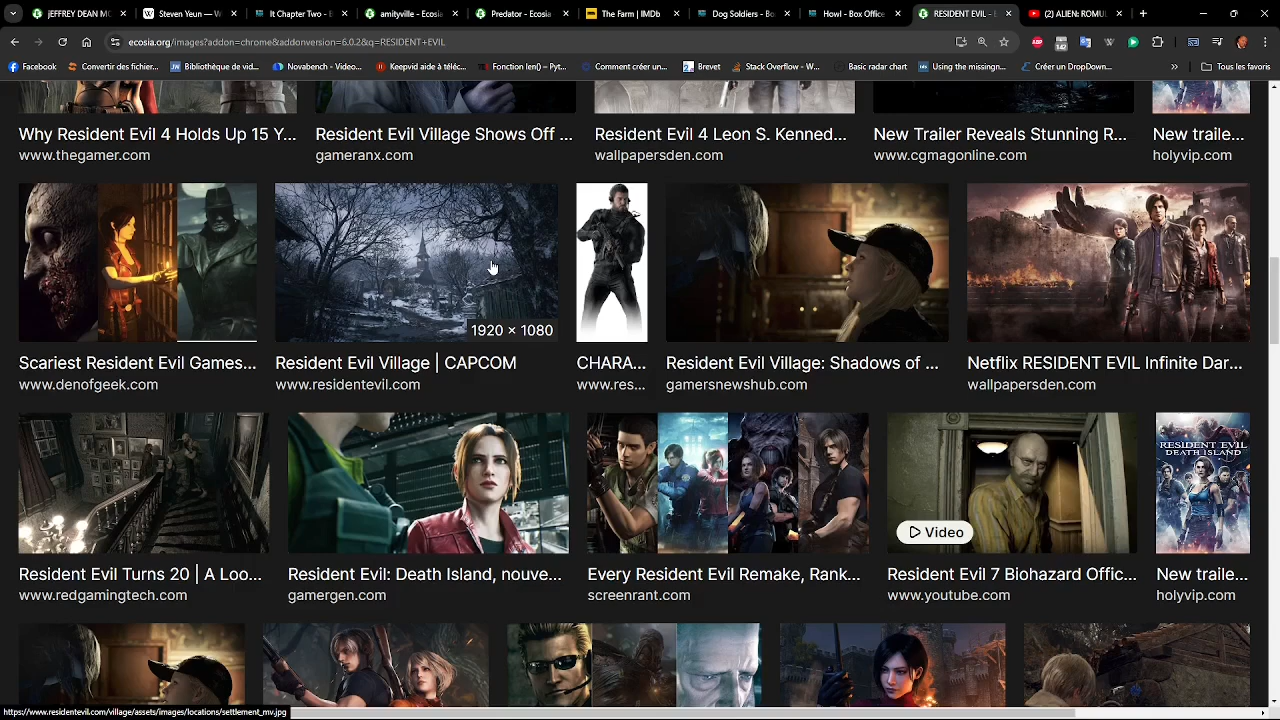 jEFFREY DEAN MO
Steven Yeun — W
It Chapter Two - B
amityville - Ecosia
Predator - Ecosia
The Farm | IMDb
Dog Soldiers - Bo
Howl - Box Office
RESIDENT EVIL - E
(2) ALIEN: ROMUL
ecosia.org/images?addon=chrome&addonversion=6.0.2&q=RESIDENT+EVIL
Facebook
Convertir des fichier...
Bibliothèque de vid...
Novabench - Video...
Keepvid aide à téléc...
Fonction len() – Pyt...
Comment créer un...
Brevet
Stack Overflow - W...
Basic radar chart
Using the missingn...
Créer un DropDown...
Tous les favoris
Why Resident Evil 4 Holds Up 15 Y...
www.thegamer.com
Resident Evil Village Shows Off ...
gameranx.com
Resident Evil 4 Leon S. Kenned...
wallpapersden.com
New Trailer Reveals Stunning R...
www.cgmagonline.com
New traile...
holyvip.com
1920 × 1080
Scariest Resident Evil Games...
www.denofgeek.com
Resident Evil Village | CAPCOM
www.residentevil.com
CHARA...
www.res...
Resident Evil Village: Shadows of ...
gamersnewshub.com
Netflix RESIDENT EVIL Infinite Dar...
wallpapersden.com
Video
RESIDENT EVIL
DEATH ISLAND
Resident Evil Turns 20 | A Loo...
www.redgamingtech.com
Resident Evil: Death Island, nouve...
gamergen.com
Every Resident Evil Remake, Rank...
screenrant.com
Resident Evil 7 Biohazard Offic...
www.youtube.com
New traile...
holyvip.com
https://www.residentevil.com/village/assets/images/locations/settlement_mv.jpg